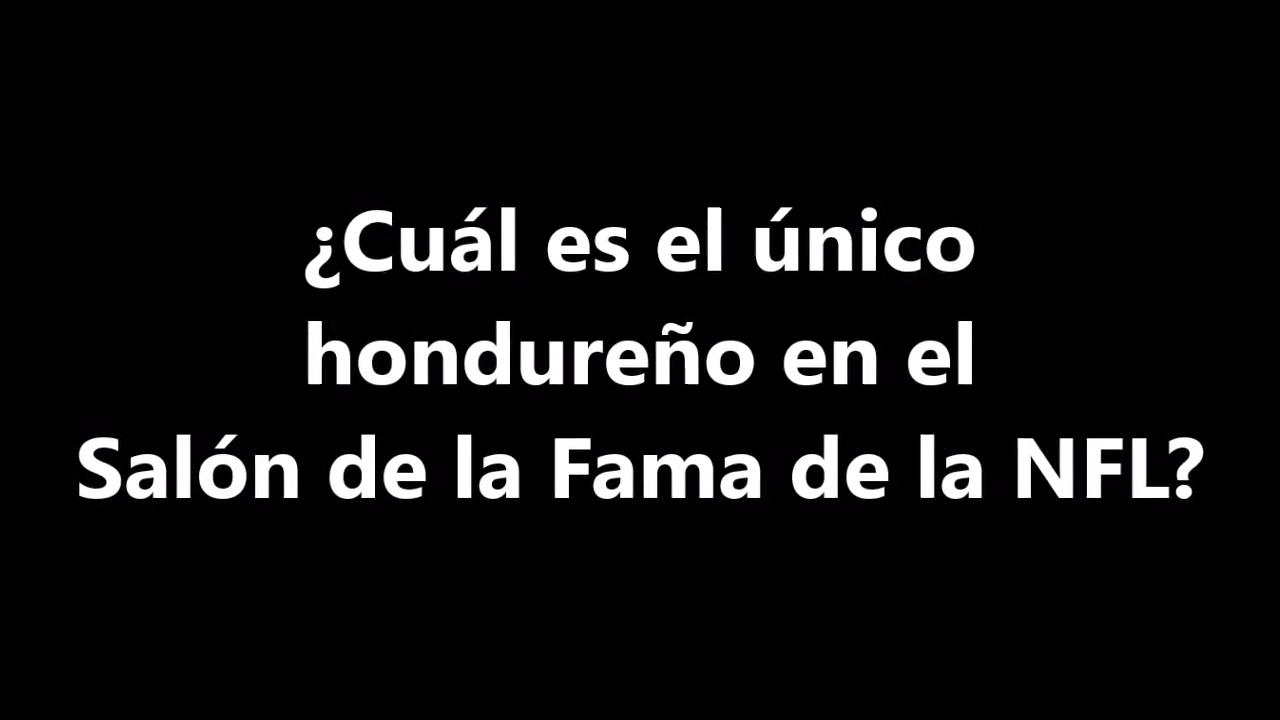 ¿Cuál es el único
hondureño en el
Salón de la Fama de la NFL?